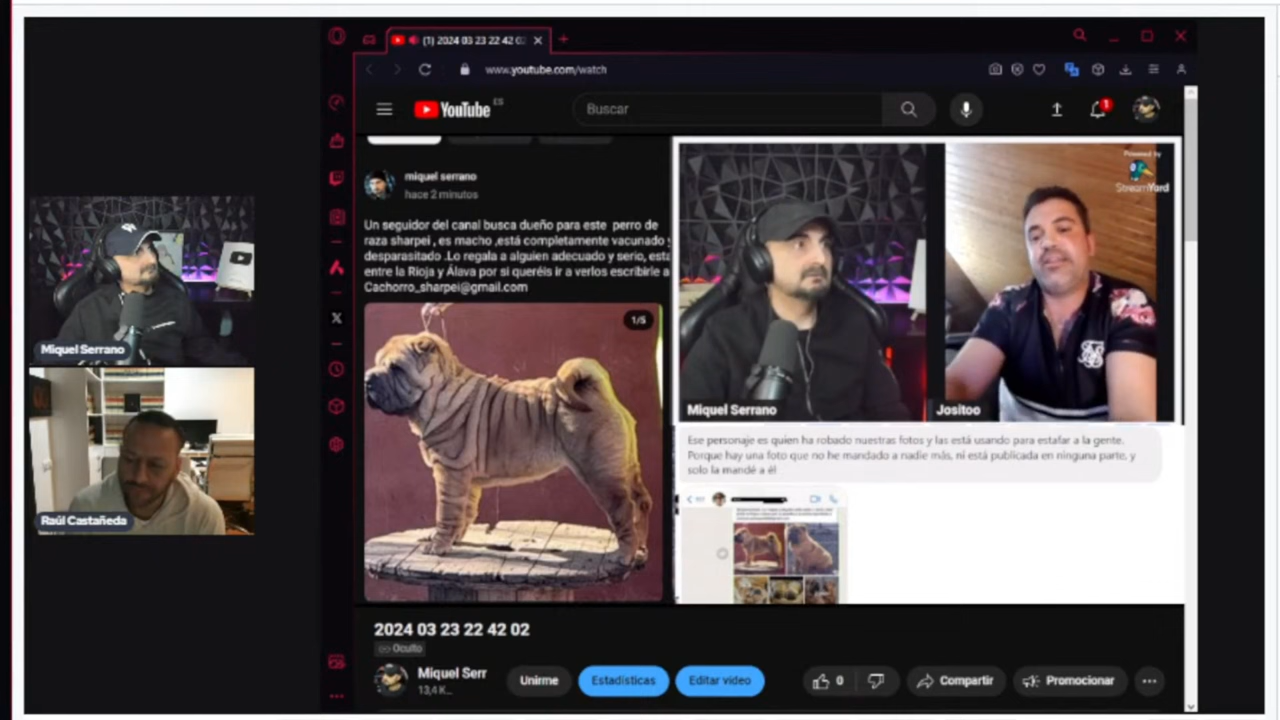 (1) 2024 03 23 22 42 02
www.youtube.com/watch
YouTube ES
Buscar
1
miquel serrano
hace 2 minutos
Un seguidor del canal busca dueño para este perro de
raza sharpei , es macho ,está completamente vacunado y
desparasitado .Lo regala a alguien adecuado y serio, esta
entre la Rioja y Álava por si queréis ir a verlos escribirle a
Cachorro_sharpei@gmail.com
1/5
Powered by
StreamYard
Miquel Serrano
Jositoo
Ese personaje es quien ha robado nuestras fotos y las está usando para estafar a la gente.
Porque hay una foto que no he mandado a nadie más, ni está publicada en ninguna parte, y
solo la mandé a él
Miquel Serrano
Raúl Castañeda
2024 03 23 22 42 02
Oculto
Miquel Serr
13,4 K...
Unirme
Estadísticas
Editar vídeo
0
Compartir
Promocionar